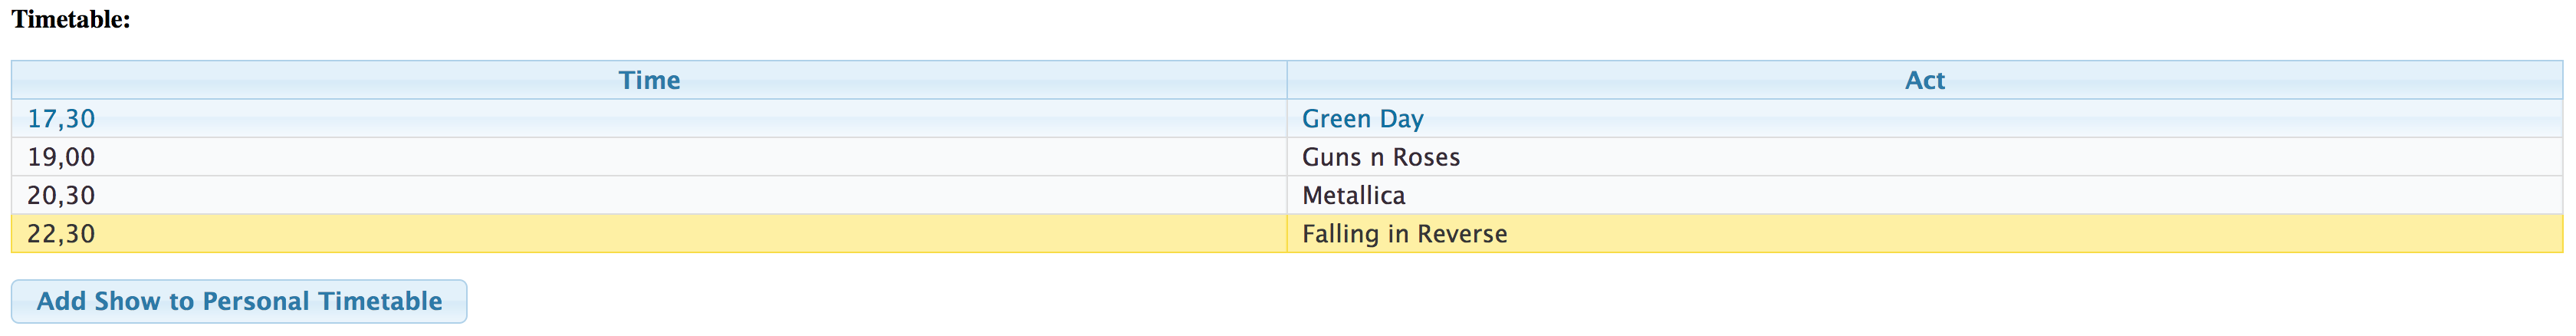 Timetable:
Time Act
17,30 Green Day
19,00 Guns n Roses
20,30 Metallica
22,30 Falling in Reverse
Add Show to Personal Timetable